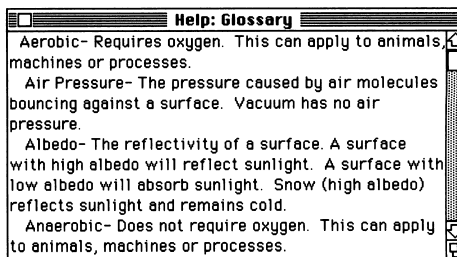 Help: Glossary
Aerobic- Requires oxygen. This can apply to animals,
machines or processes.
Air Pressure- The pressure caused by air molecules
bouncing against a surface. Vacuum has no air
pressure.
Albedo- The reflectivity of a surface. A surface
with high albedo will reflect sunlight. A surface with
low albedo will absorb sunlight. Snow (high albedo)
reflects sunlight and remains cold.
Anaerobic- Does not require oxygen. This can apply
to animals, machines or processes.